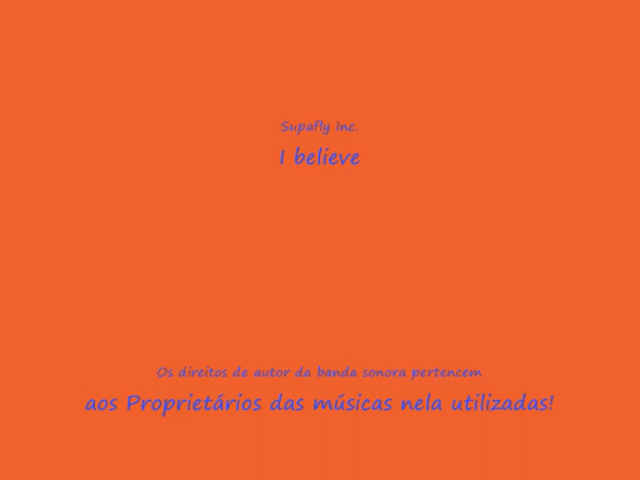 Supafly Inc.
I believe
Os direitos de autor da banda sonora pertencem
aos Proprietários das músicas nela utilizadas!